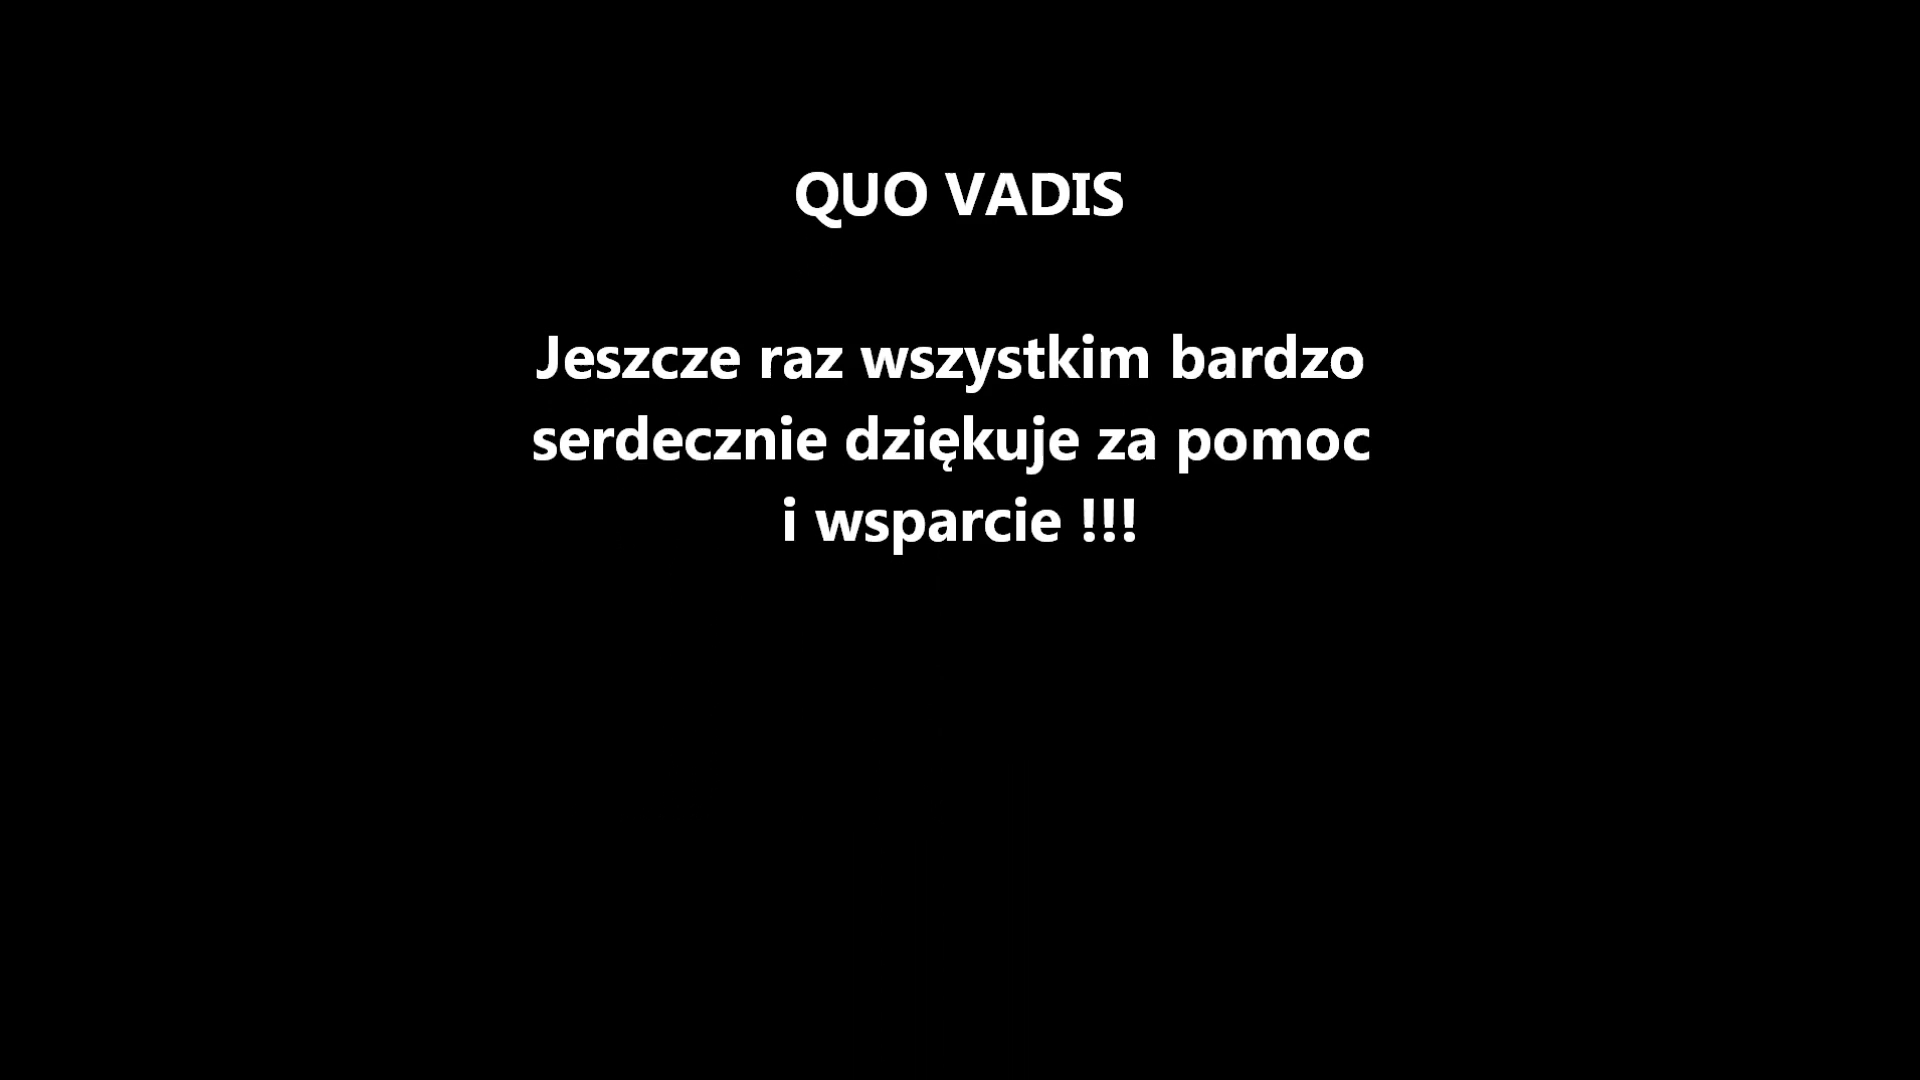 QUO VADIS
Jeszcze raz wszystkim bardzo
serdecznie dziękuje za pomoc
i wsparcie !!!